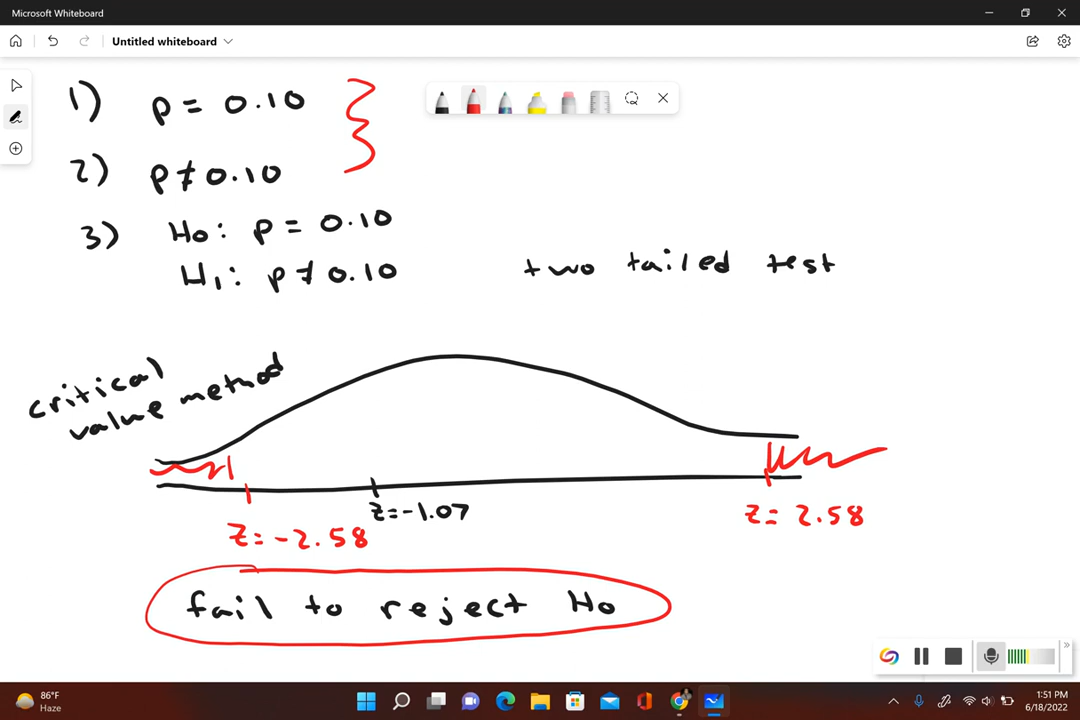 Microsoft Whiteboard
Untitled whiteboard
1) p = 0.10
2) p ≠ 0.10
3) Ho: p = 0.10
H1: p ≠ 0.10 two tailed test
critical
value method
z=-1.07
z=-2.58
z= 2.58
fail to reject Ho
86°F
Haze
1:51 PM
6/18/2022